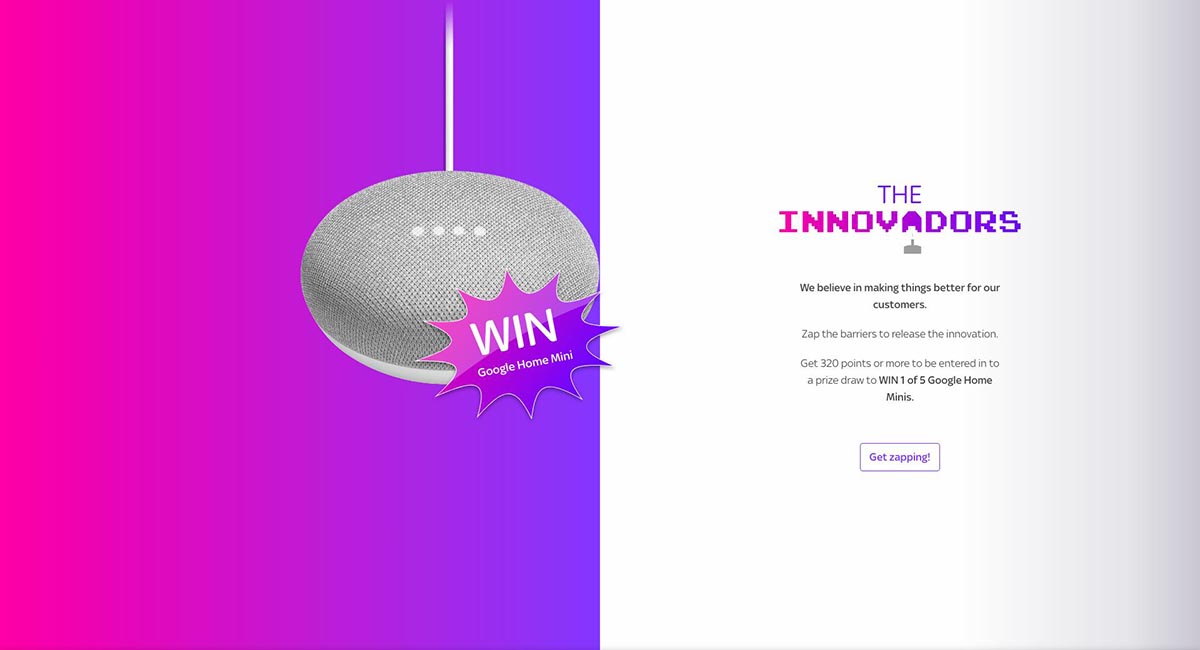 WIN
Google Home Mini
THE
INNOVADORS
We believe in making things better for our
customers.
Zap the barriers to release the innovation.
Get 320 points or more to be entered in to
a prize draw to WIN 1 of 5 Google Home
Minis.
Get zapping!